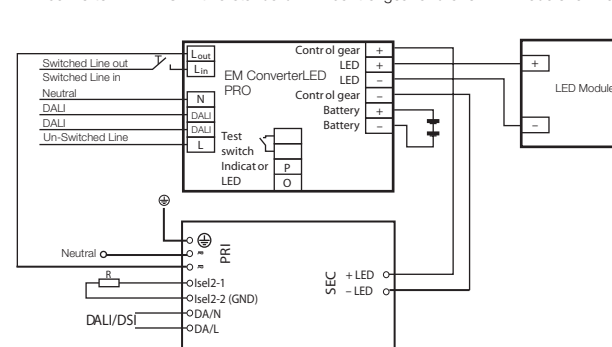 Switched Line out
Switched Line in
Neutral
DALI
DALI
Un-Switched Line
Lout
Lin
N
DALI
DALI
L
EM ConverterLED
PRO
Test
switch
Indicator
LED
P
O
Control gear +
LED +
LED –
Control gear –
Battery +
Battery –
+
–
LED Module
Neutral
R
DALI/DSI
PRI
Isel2-1
Isel2-2 (GND)
DA/N
DA/L
SEC
+ LED
– LED